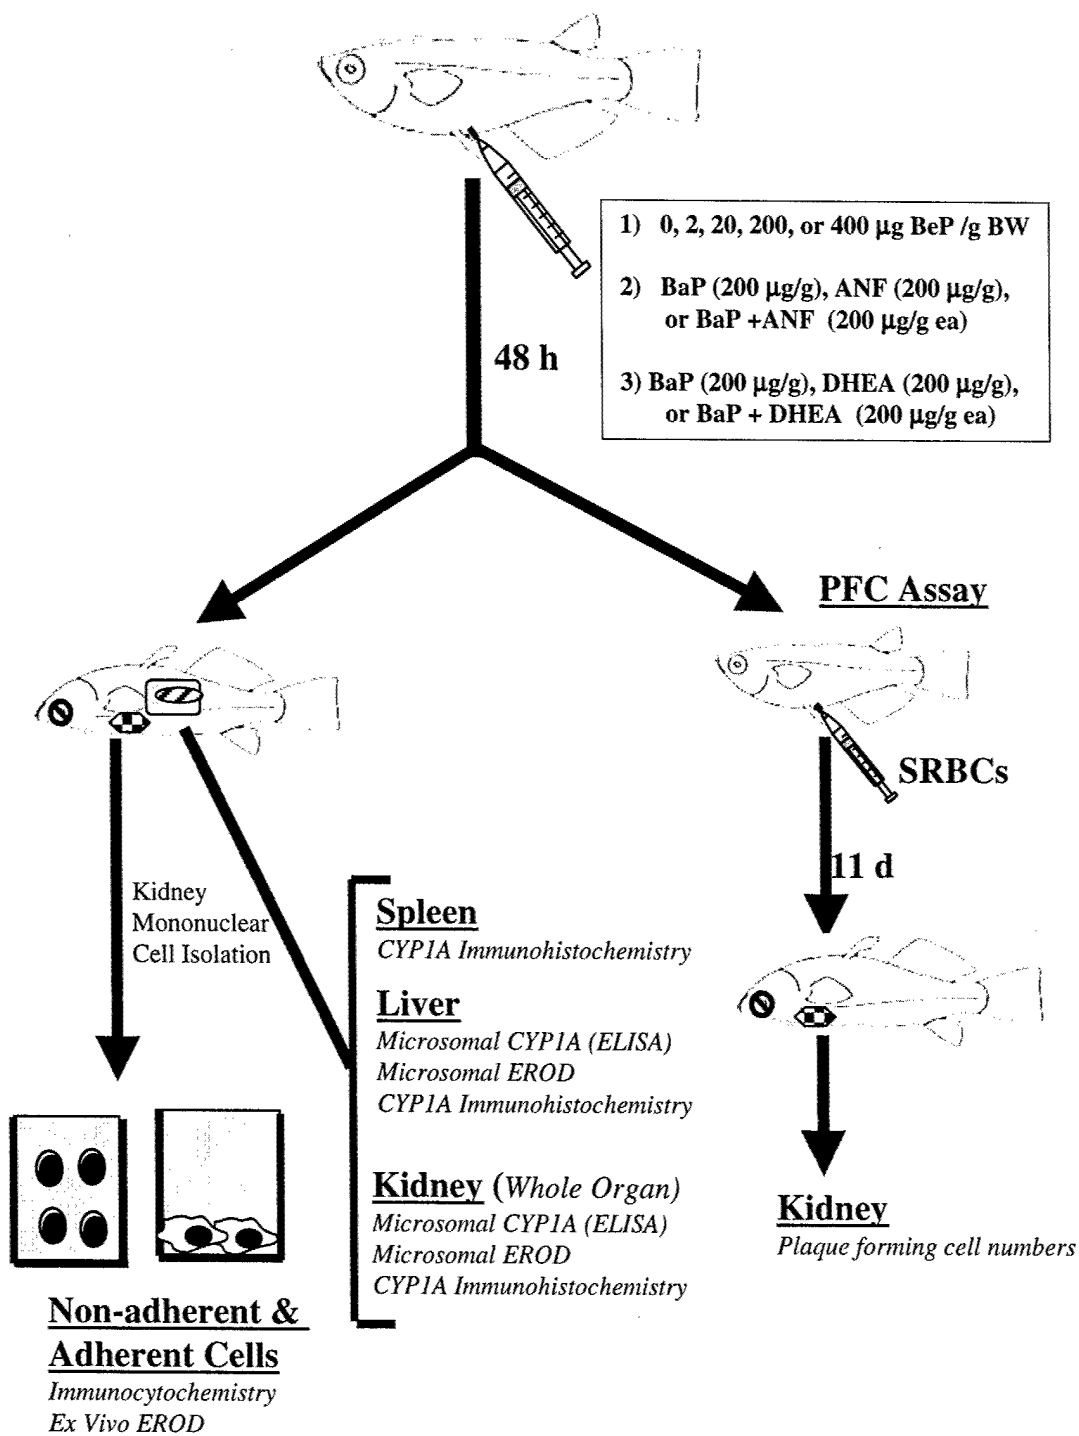 1) 0, 2, 20, 200, or 400 µg BeP /g BW
2) BaP (200 µg/g), ANF (200 µg/g),
or BaP +ANF (200 µg/g ea)
3) BaP (200 µg/g), DHEA (200 µg/g),
or BaP + DHEA (200 µg/g ea)
48 h
PFC Assay
SRBCs
11 d
Kidney
Mononuclear
Cell Isolation
Spleen
CYP1A Immunohistochemistry
Liver
Microsomal CYP1A (ELISA)
Microsomal EROD
CYP1A Immunohistochemistry
Kidney (Whole Organ)
Microsomal CYP1A (ELISA)
Microsomal EROD
CYP1A Immunohistochemistry
Kidney
Plaque forming cell numbers
Non-adherent &
Adherent Cells
Immunocytochemistry
Ex Vivo EROD